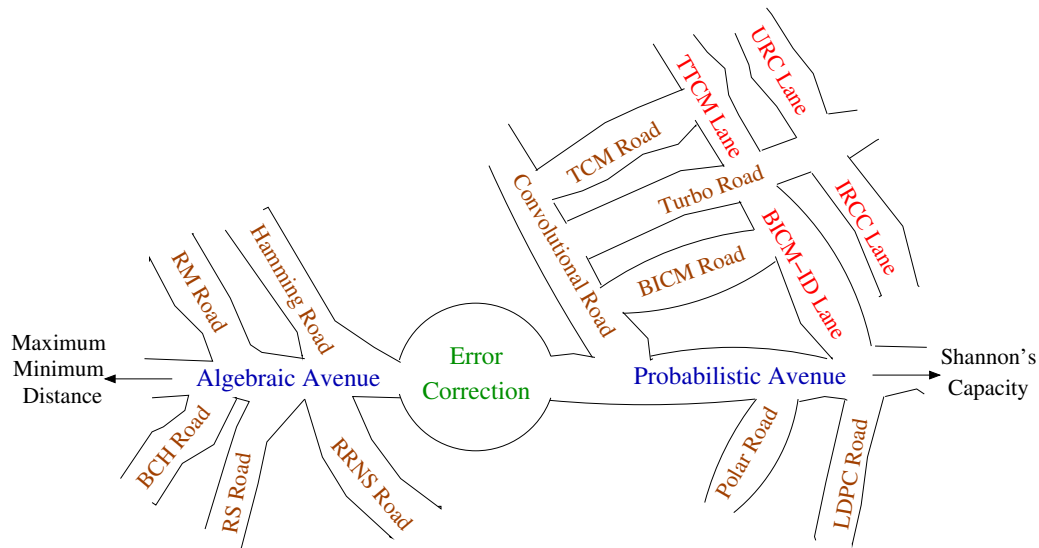 URC Lane
TTCM Lane
TCM Road
Convolutional Road
Turbo Road
IRCC Lane
BICM Road
BICM-ID Lane
Hamming Road
RM Road
Maximum
Minimum
Distance
Algebraic Avenue
Error
Correction
Probabilistic Avenue
Shannon's
Capacity
BCH Road
RS Road
RRNS Road
Polar Road
LDPC Road